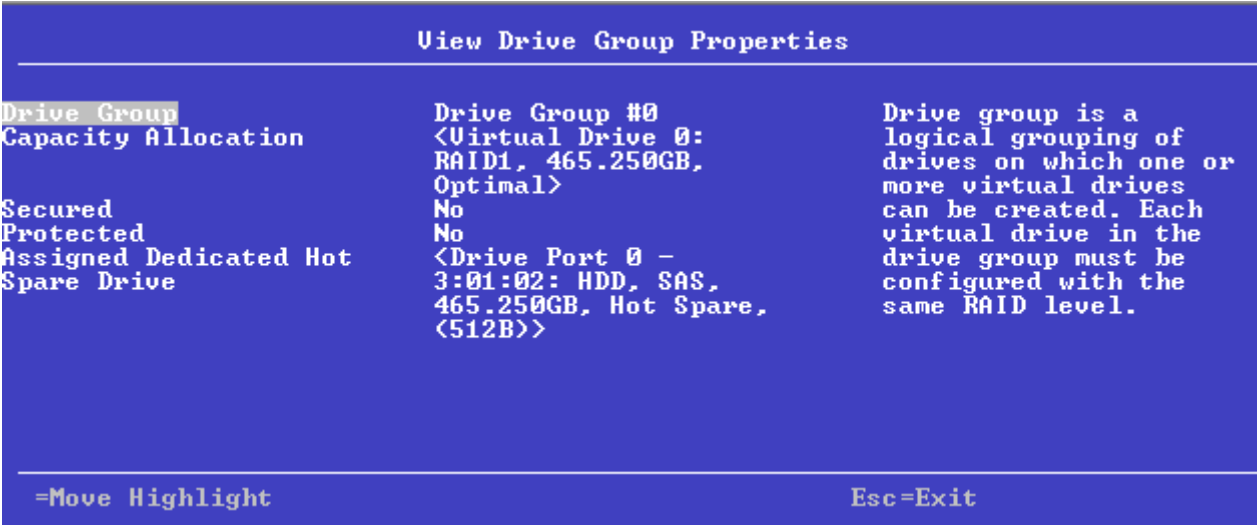 View Drive Group Properties
Drive Group Drive Group #0 Drive group is a
Capacity Allocation <Virtual Drive 0: logical grouping of
RAID1, 465.250GB, drives on which one or
Optimal> more virtual drives
Secured No can be created. Each
Protected No virtual drive in the
Assigned Dedicated Hot <Drive Port 0 - drive group must be
Spare Drive 3:01:02: HDD, SAS, configured with the
465.250GB, Hot Spare, same RAID level.
(512B)>
=Move Highlight Esc=Exit